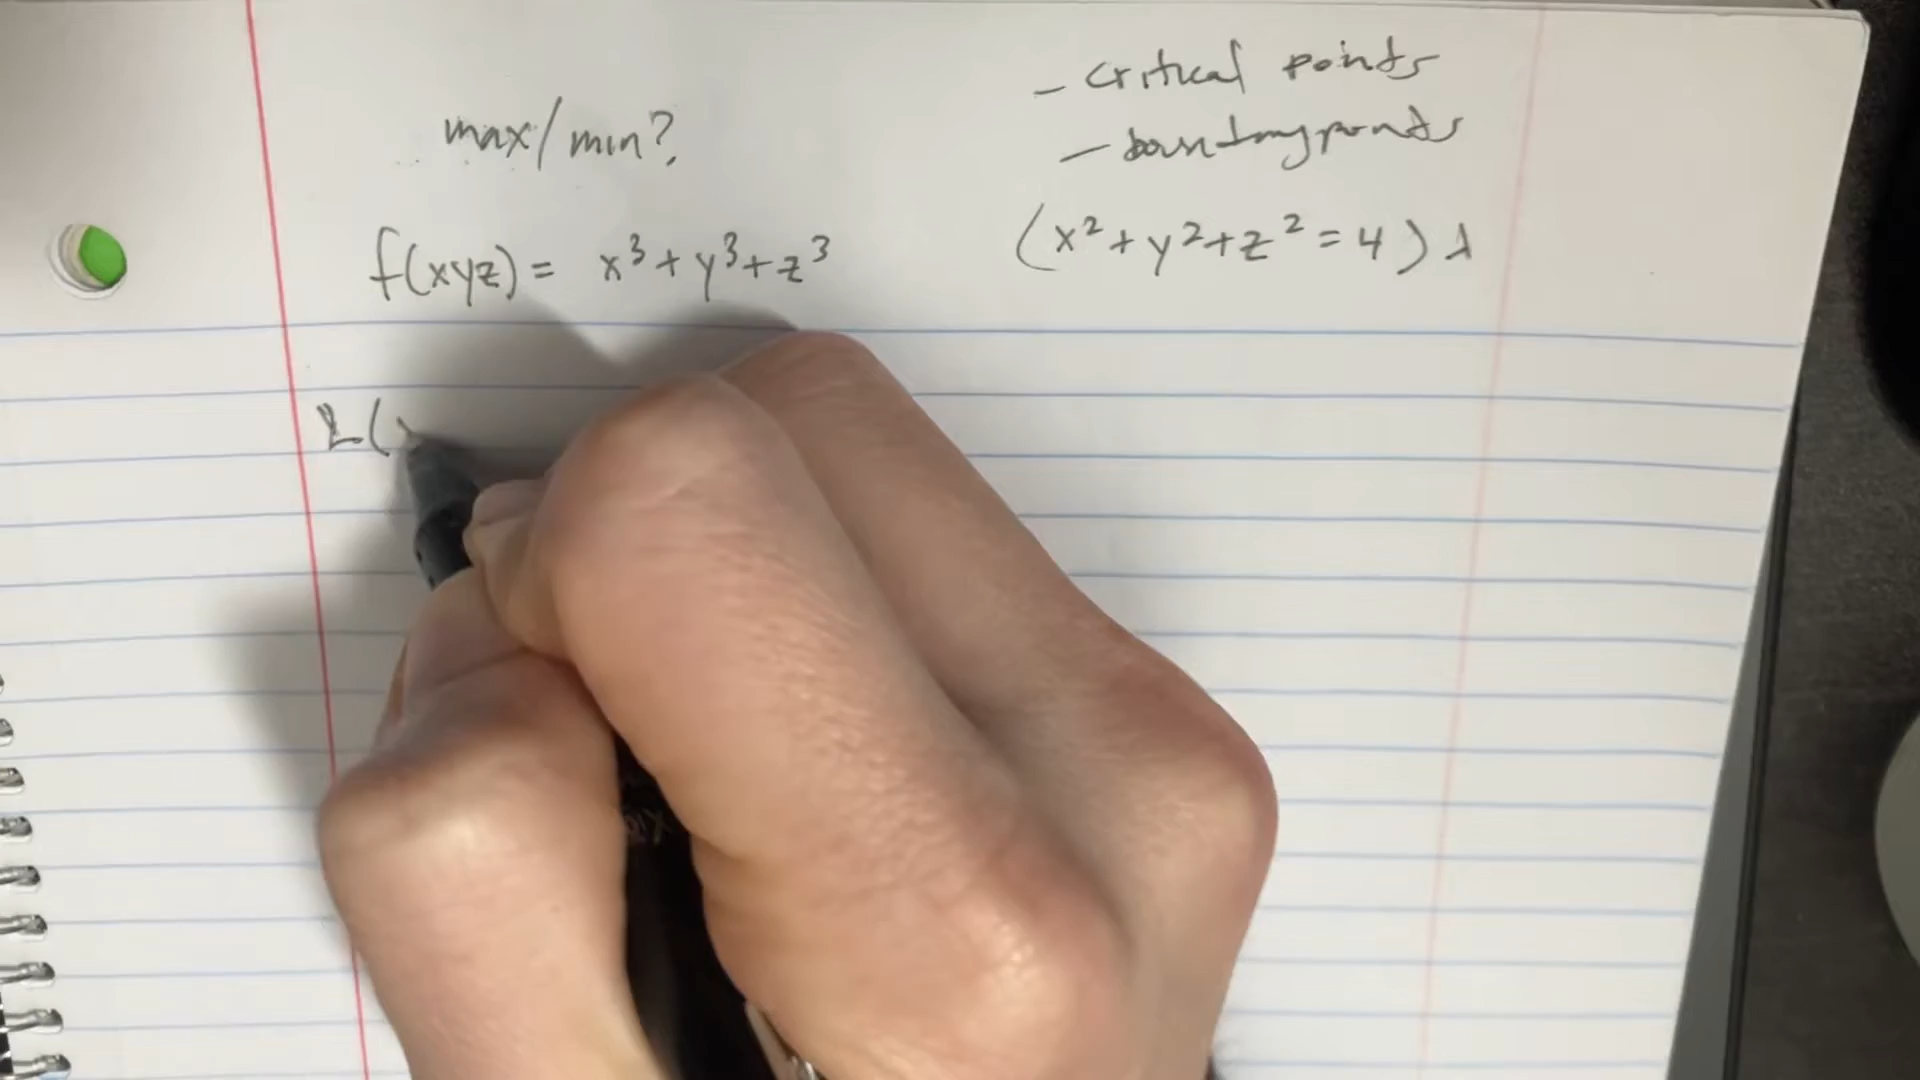 - critical points
max/min?
- boundary points
f(xyz) = x³+y³+z³
(x²+y²+z²=4)λ
L(x